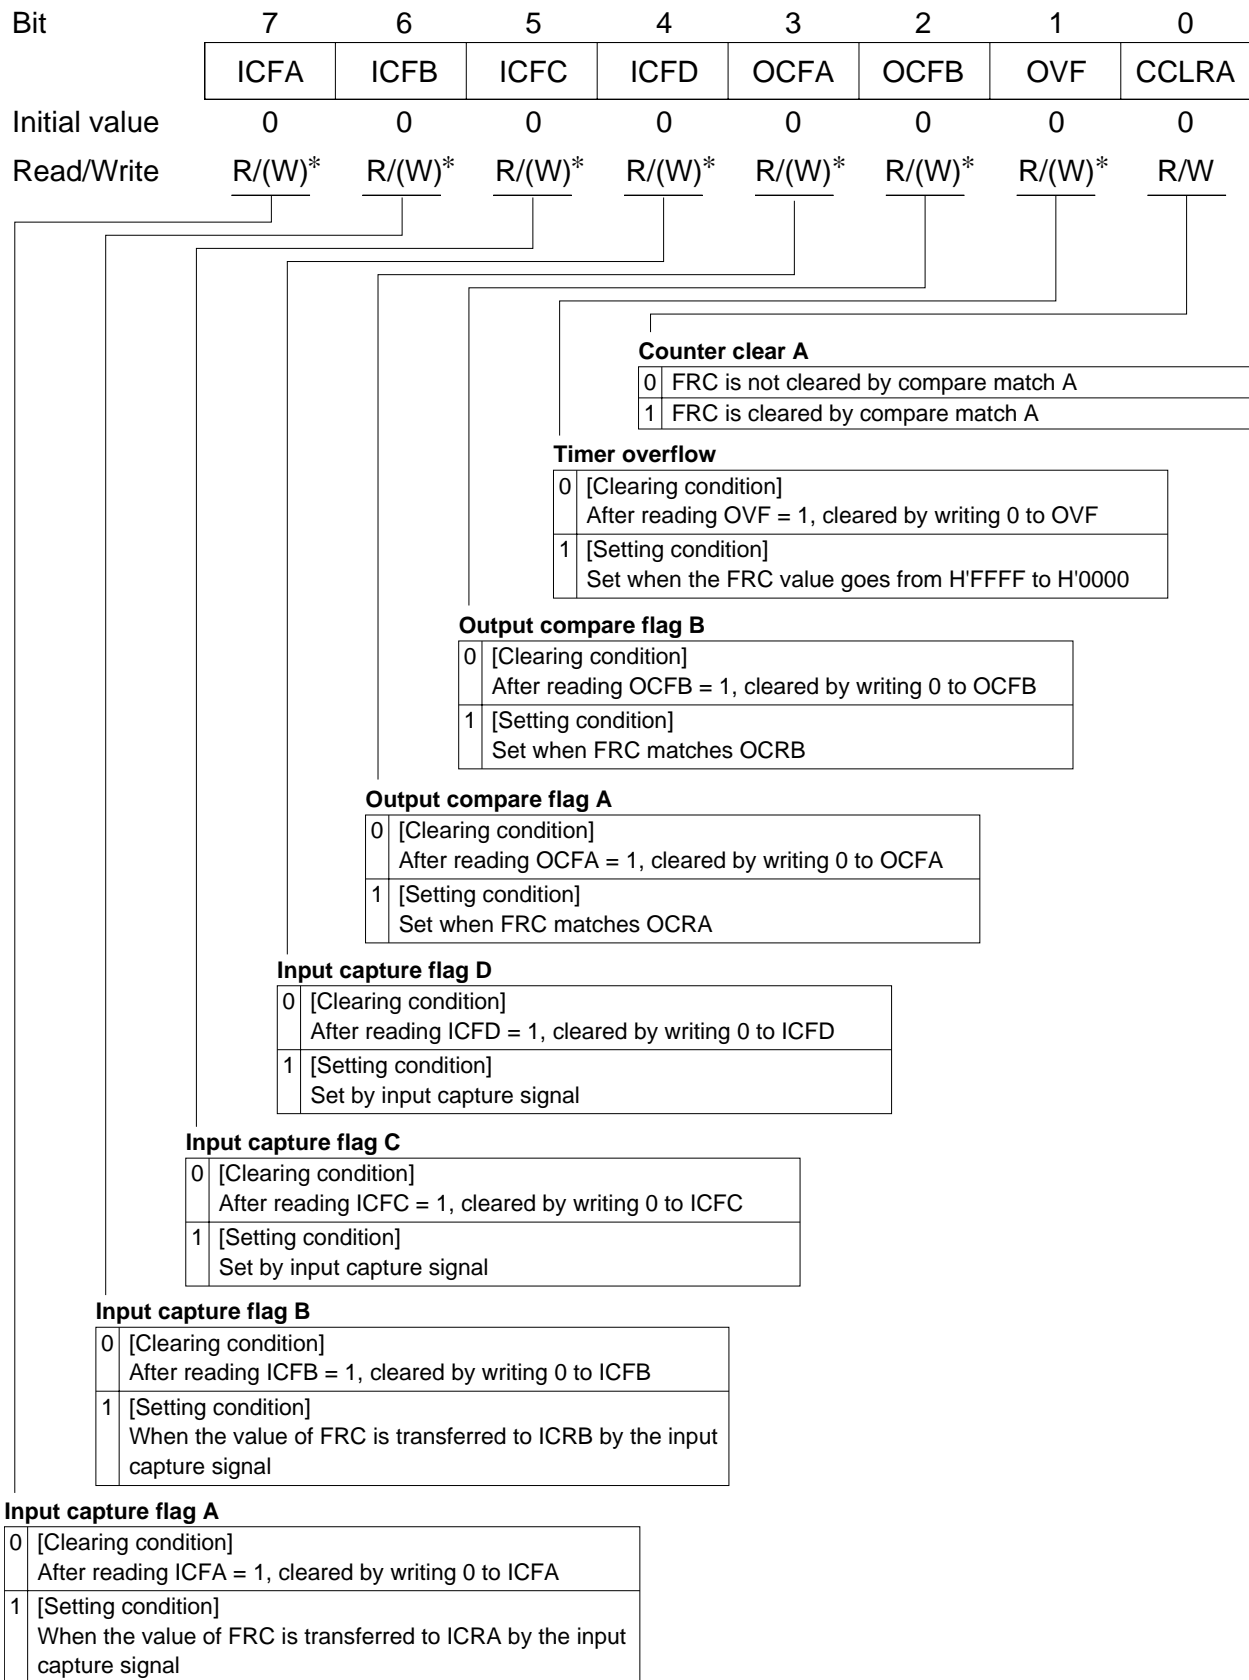 Bit 7 6 5 4 3 2 1 0
ICFA ICFB ICFC ICFD OCFA OCFB OVF CCLRA
Initial value 0 0 0 0 0 0 0 0
Read/Write R/(W)* R/(W)* R/(W)* R/(W)* R/(W)* R/(W)* R/(W)* R/W
Counter clear A
0 FRC is not cleared by compare match A
1 FRC is cleared by compare match A
Timer overflow
0 [Clearing condition]
After reading OVF = 1, cleared by writing 0 to OVF
1 [Setting condition]
Set when the FRC value goes from H'FFFF to H'0000
Output compare flag B
0 [Clearing condition]
After reading OCFB = 1, cleared by writing 0 to OCFB
1 [Setting condition]
Set when FRC matches OCRB
Output compare flag A
0 [Clearing condition]
After reading OCFA = 1, cleared by writing 0 to OCFA
1 [Setting condition]
Set when FRC matches OCRA
Input capture flag D
0 [Clearing condition]
After reading ICFD = 1, cleared by writing 0 to ICFD
1 [Setting condition]
Set by input capture signal
Input capture flag C
0 [Clearing condition]
After reading ICFC = 1, cleared by writing 0 to ICFC
1 [Setting condition]
Set by input capture signal
Input capture flag B
0 [Clearing condition]
After reading ICFB = 1, cleared by writing 0 to ICFB
1 [Setting condition]
When the value of FRC is transferred to ICRB by the input
capture signal
Input capture flag A
0 [Clearing condition]
After reading ICFA = 1, cleared by writing 0 to ICFA
1 [Setting condition]
When the value of FRC is transferred to ICRA by the input
capture signal